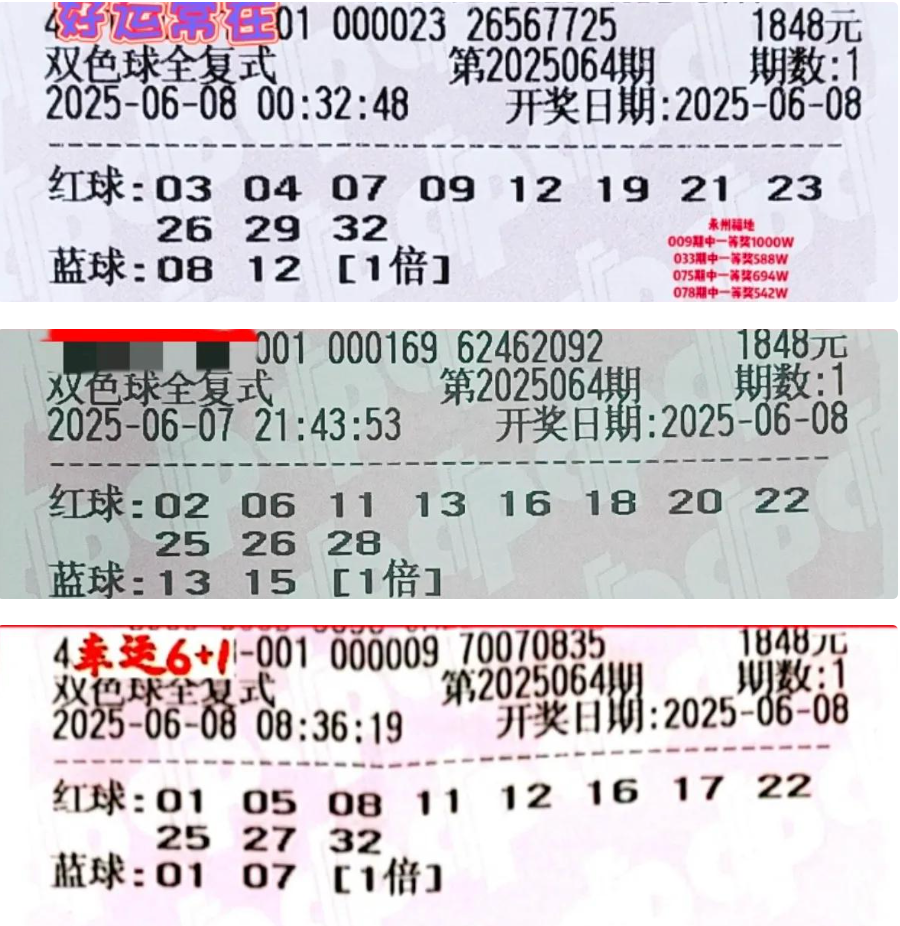 4好运常在01 000023 26567725 1848元
双色球全复式 第2025064期 期数:1
2025-06-08 00:32:48 开奖日期:2025-06-08
红球:03 04 07 09 12 19 21 23
26 29 32
蓝球:08 12 [1倍]
永州福地
009期中一等奖1000W
033期中一等奖588W
075期中一等奖694W
078期中一等奖542W
001 000169 62462092 1848元
双色球全复式 第2025064期 期数:1
2025-06-07 21:43:53 开奖日期:2025-06-08
红球:02 06 11 13 16 18 20 22
25 26 28
蓝球:13 15 [1倍]
4幸运6+1-001 000009 70070835 1848元
双色球全复式 第2025064期 期数:1
2025-06-08 08:36:19 开奖日期:2025-06-08
红球:01 05 08 11 12 16 17 22
25 27 32
蓝球:01 07 [1倍]